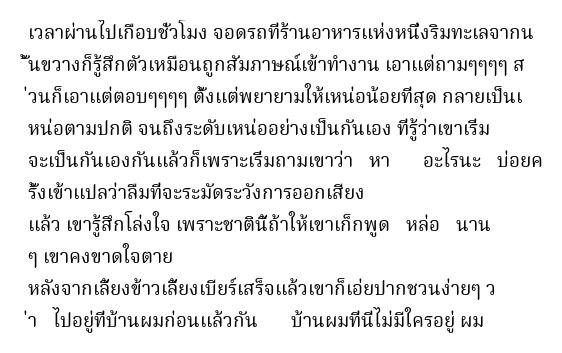 เวลาผ่านไปเกือบชั่วโมง จอดรถที่ร้านอาหารแห่งหนึ่งริมทะเลจากน
ั้นขวางก็รู้สึกตัวเหมือนถูกสัมภาษณ์เข้าทำงาน เอาแต่ถามๆๆๆๆ ส
่วนก็เอาแต่ตอบๆๆๆๆ ตั้งแต่พยายามให้เหน่อน้อยที่สุด กลายเป็นเ
หน่อตามปกติ จนถึงระดับเหน่ออย่างเป็นกันเอง ที่รู้ว่าเขาเริ่ม
จะเป็นกันเองกันแล้วก็เพราะเริ่มถามเขาว่า หา อะไรนะ บ่อยค
รั้งเข้าแปลว่าลืมที่จะระมัดระวังการออกเสียง
แล้ว เขารู้สึกโล่งใจ เพราะชาตินี้ถ้าให้เขาเก็กพูด หล่อ นาน
ๆ เขาคงขาดใจตาย
หลังจากเลี้ยงข้าวเลี้ยงเบียร์เสร็จแล้วเขาก็เอ่ยปากชวนง่ายๆ ว
่า ไปอยู่ที่บ้านผมก่อนแล้วกัน บ้านผมที่นี่ไม่มีใครอยู่ ผม